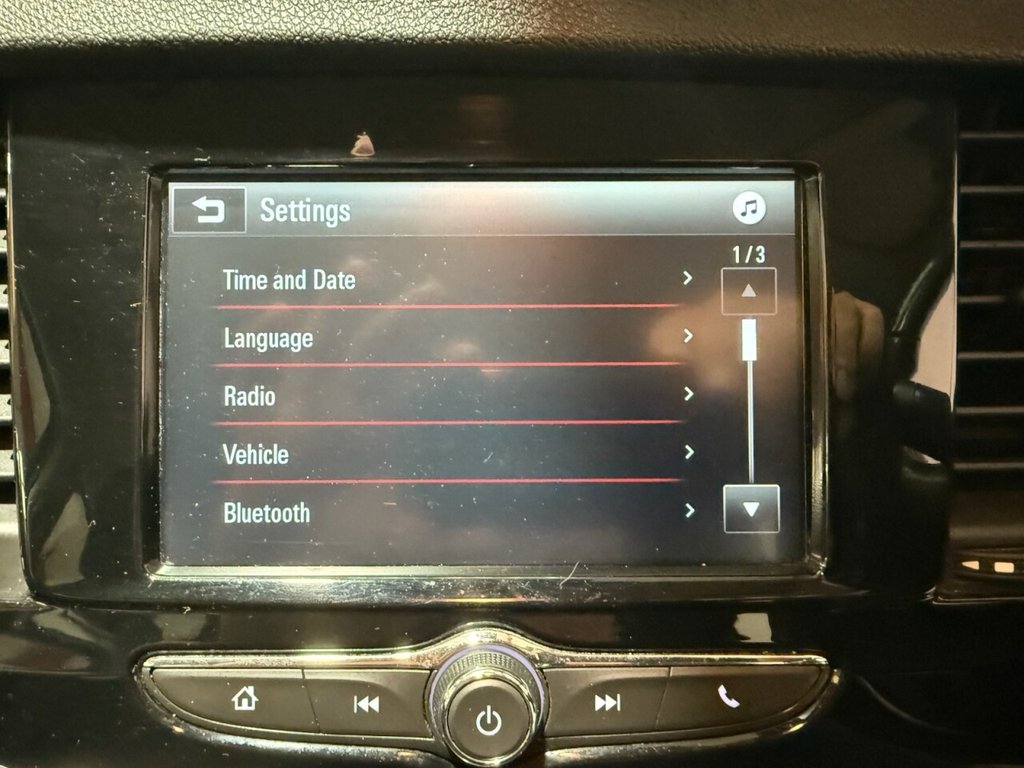 Settings
1/3
Time and Date
Language
Radio
Vehicle
Bluetooth